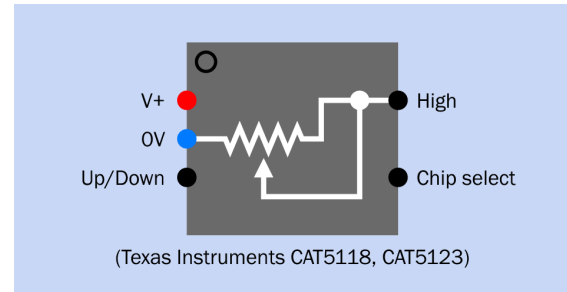 V+
High
0V
Up/Down
Chip select
(Texas Instruments CAT5118, CAT5123)